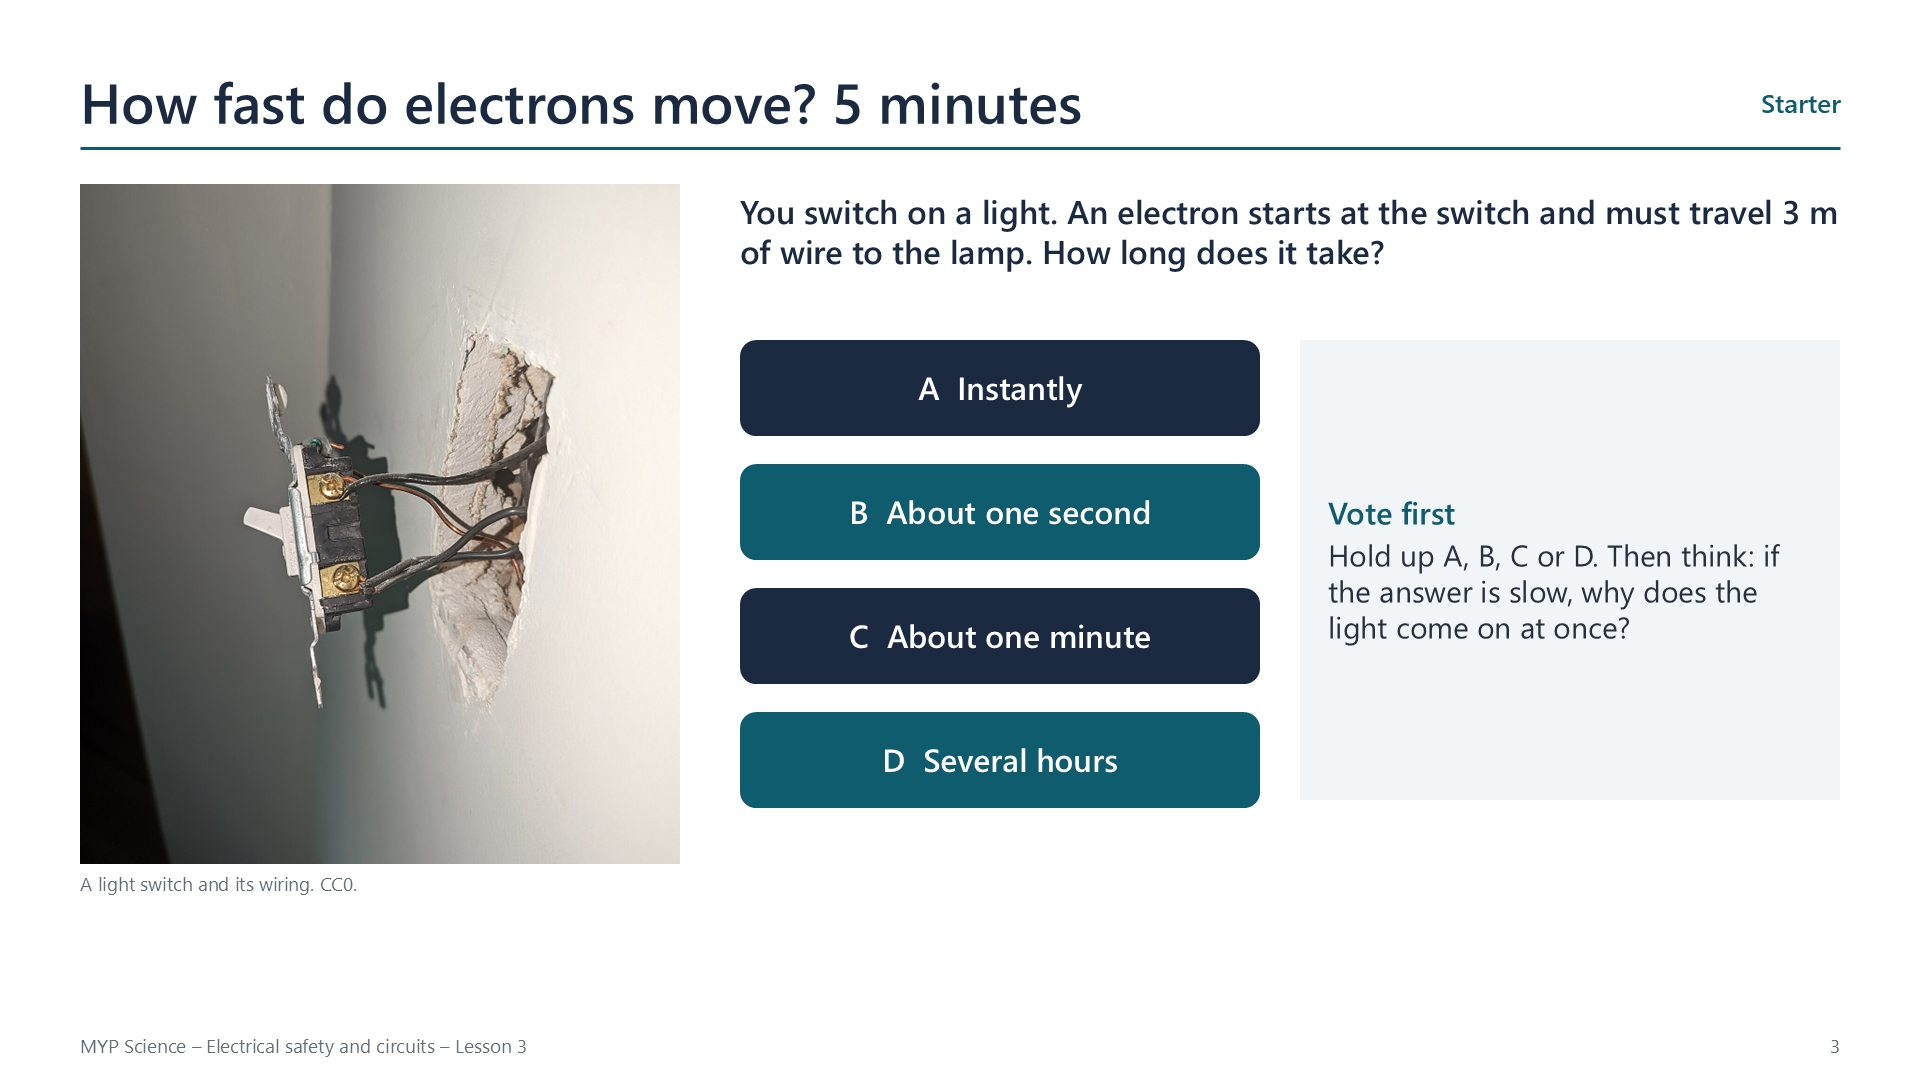 How fast do electrons move? 5 minutes
Starter
You switch on a light. An electron starts at the switch and must travel 3 m
of wire to the lamp. How long does it take?
A Instantly
B About one second
C About one minute
D Several hours
Vote first
Hold up A, B, C or D. Then think: if
the answer is slow, why does the
light come on at once?
A light switch and its wiring. CC0.
MYP Science – Electrical safety and circuits – Lesson 3
3